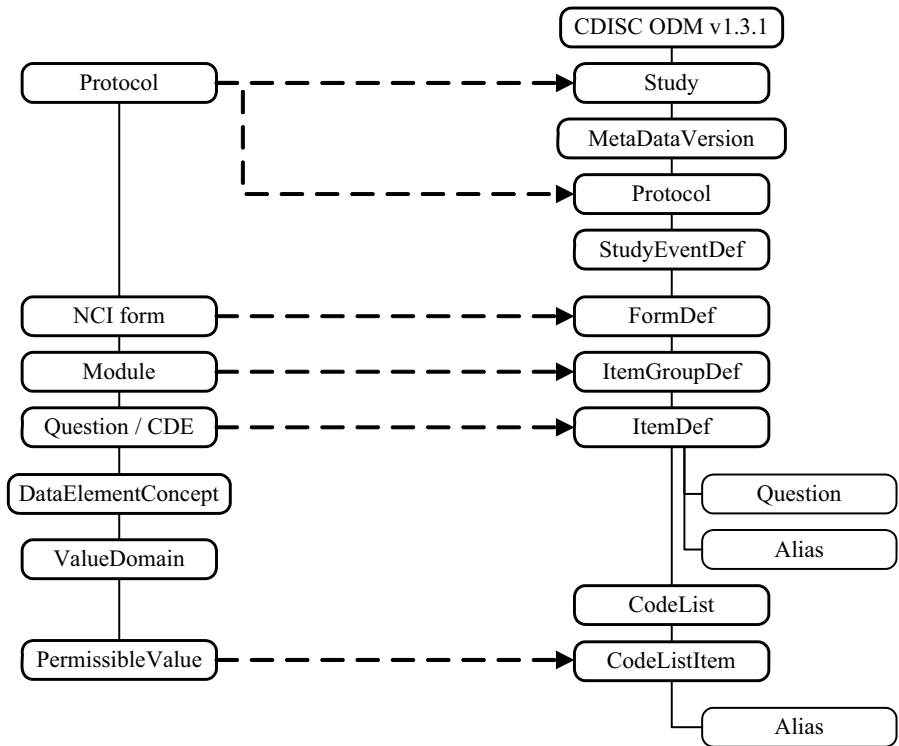 CDISC ODM v1.3.1
Protocol
Study
MetaDataVersion
Protocol
StudyEventDef
NCI form
FormDef
Module
ItemGroupDef
Question / CDE
ItemDef
DataElementConcept
Question
ValueDomain
Alias
CodeList
PermissibleValue
CodeListItem
Alias